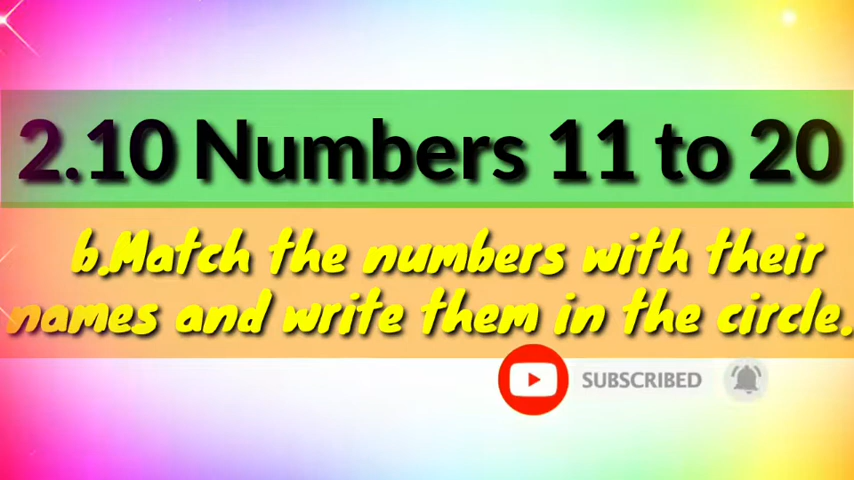 2.10 Numbers 11 to 20
b.Match the numbers with their
names and write them in the circle.
SUBSCRIBED